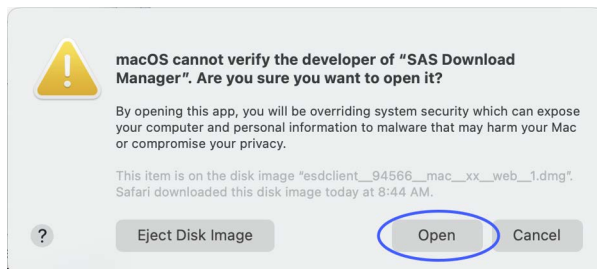 macOS cannot verify the developer of “SAS Download
Manager”. Are you sure you want to open it?
By opening this app, you will be overriding system security which can expose
your computer and personal information to malware that may harm your Mac
or compromise your privacy.
This item is on the disk image “esdclient__94566__mac__xx__web__1.dmg”.
Safari downloaded this disk image today at 8:44 AM.
? Eject Disk Image Open Cancel